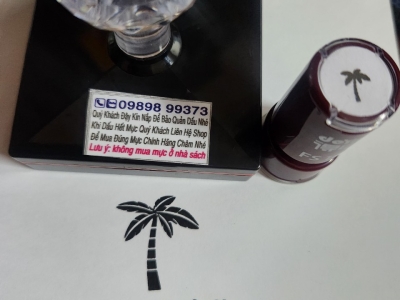 09898 99373
Quý Khách Đậy Kín Nắp Để Bảo Quản Dấu Nhé
Khi Dấu Hết Mực Quý Khách Liên Hệ Shop
Để Mua Đúng Mực Chính Hãng Châm Nhé
Lưu ý: không mua mực ở nhà sách